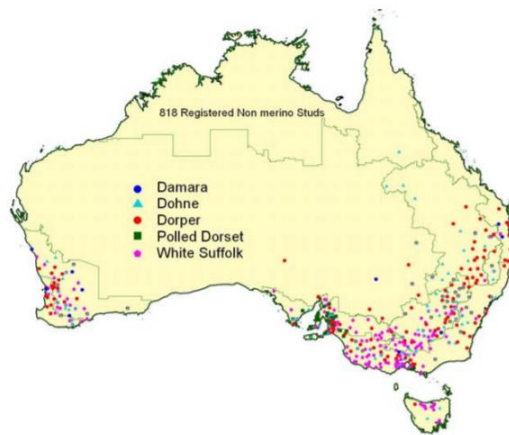 818 Registered Non merino Studs
Damara
Dohne
Dorper
Polled Dorset
White Suffolk